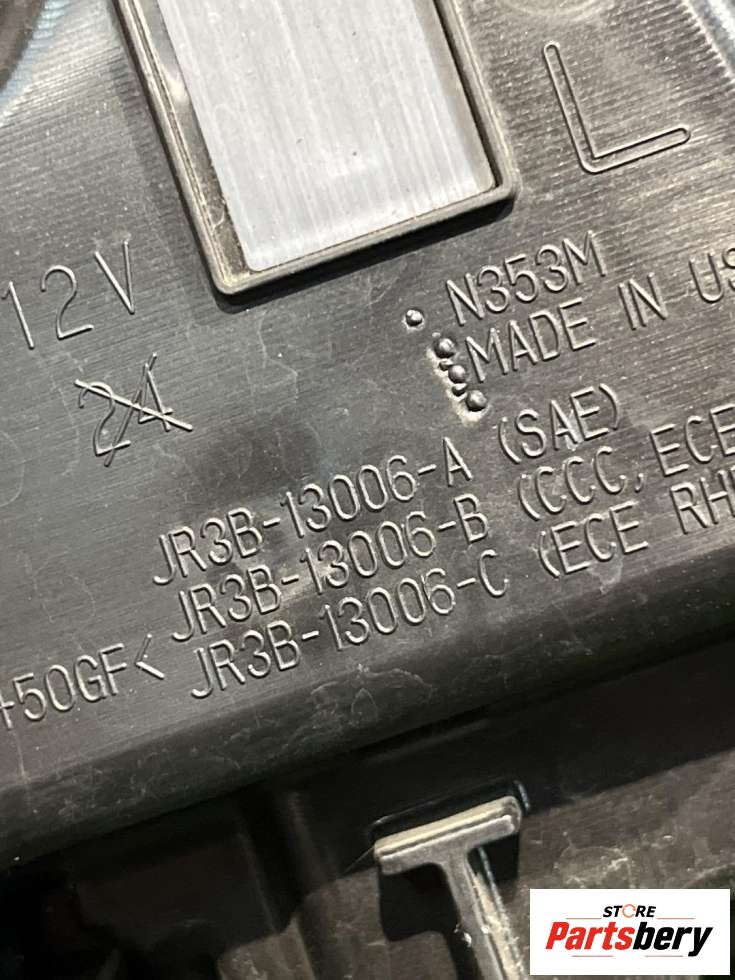 L
12V
24
N353M
MADE IN US
JR3B-13006-A (SAE)
JR3B-13006-B (CCC, ECE
JR3B-13006-C (ECE RH
+50GF<
STORE
Partsbery